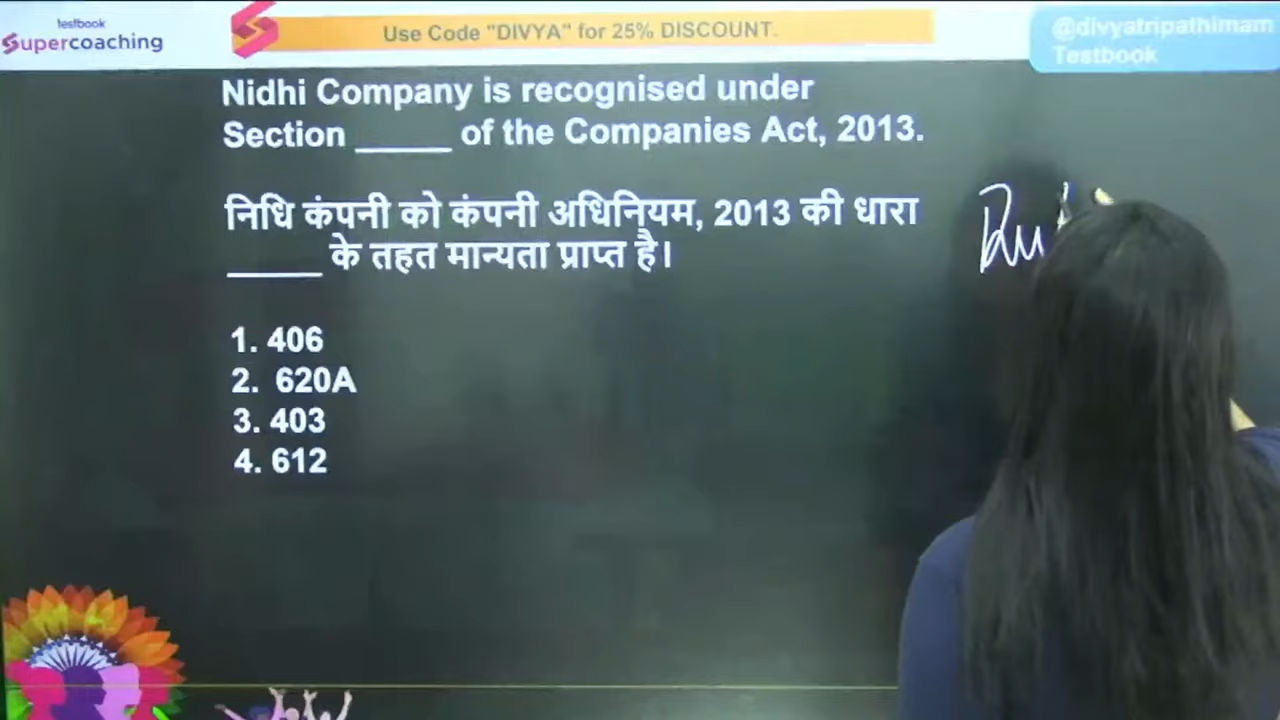 testbook
Supercoaching
Use Code "DIVYA" for 25% DISCOUNT.
@divyatripathimam
Testbook
Nidhi Company is recognised under
Section _____ of the Companies Act, 2013.
निधि कंपनी को कंपनी अधिनियम, 2013 की धारा
_____ के तहत मान्यता प्राप्त है।
1. 406
2. 620A
3. 403
4. 612